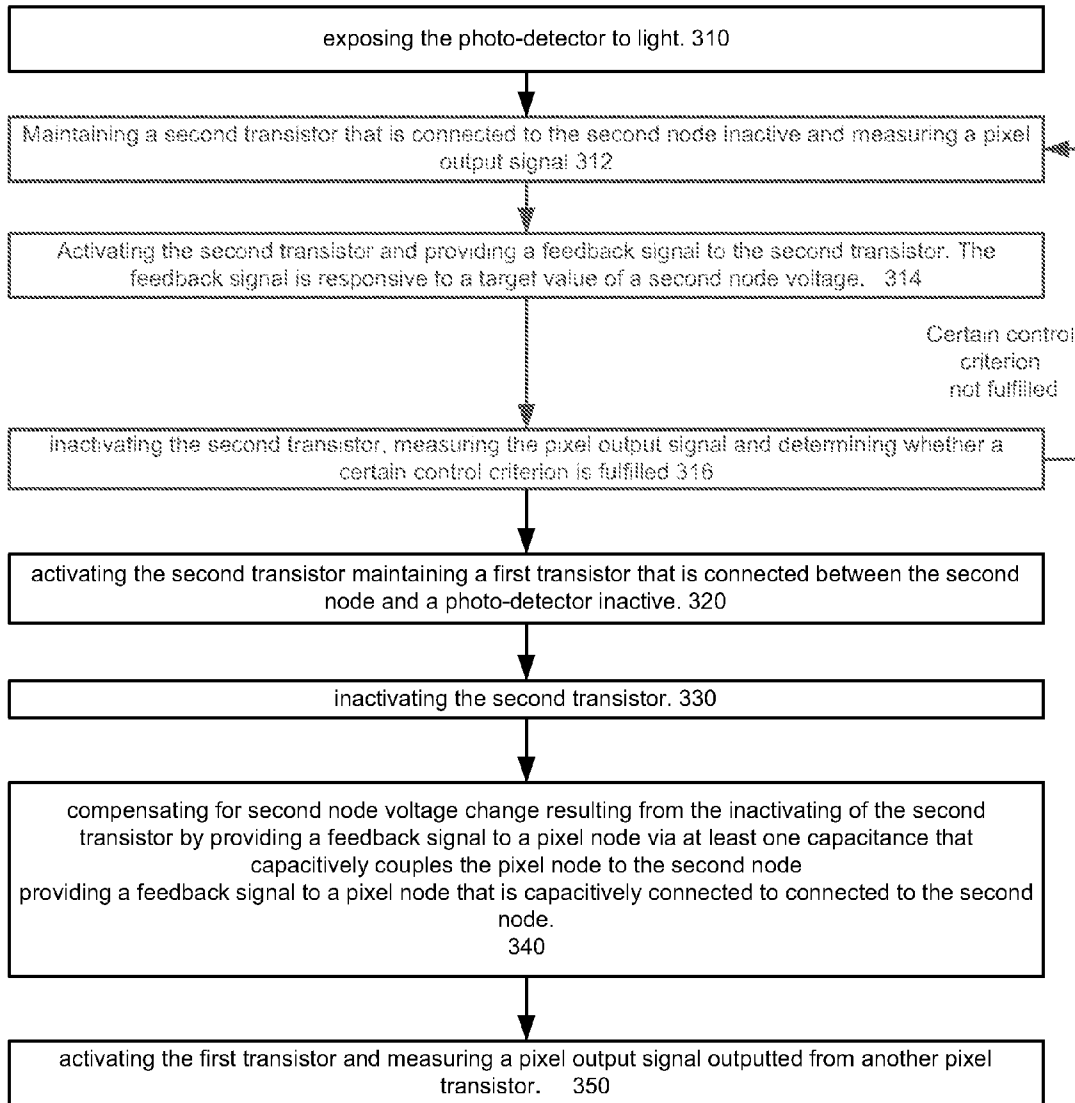 exposing the photo-detector to light. 310
Maintaining a second transistor that is connected to the second node inactive and measuring a pixel
output signal 312
Activating the second transistor and providing a feedback signal to the second transistor. The
feedback signal is responsive to a target value of a second node voltage. 314
Certain control
criterion
not fulfilled
inactivating the second transistor, measuring the pixel output signal and determining whether a
certain control criterion is fulfilled 316
activating the second transistor maintaining a first transistor that is connected between the second
node and a photo-detector inactive. 320
inactivating the second transistor. 330
compensating for second node voltage change resulting from the inactivating of the second
transistor by providing a feedback signal to a pixel node via at least one capacitance that
capacitively couples the pixel node to the second node
providing a feedback signal to a pixel node that is capacitively connected to connected to the second
node.
340
activating the first transistor and measuring a pixel output signal outputted from another pixel
transistor. 350